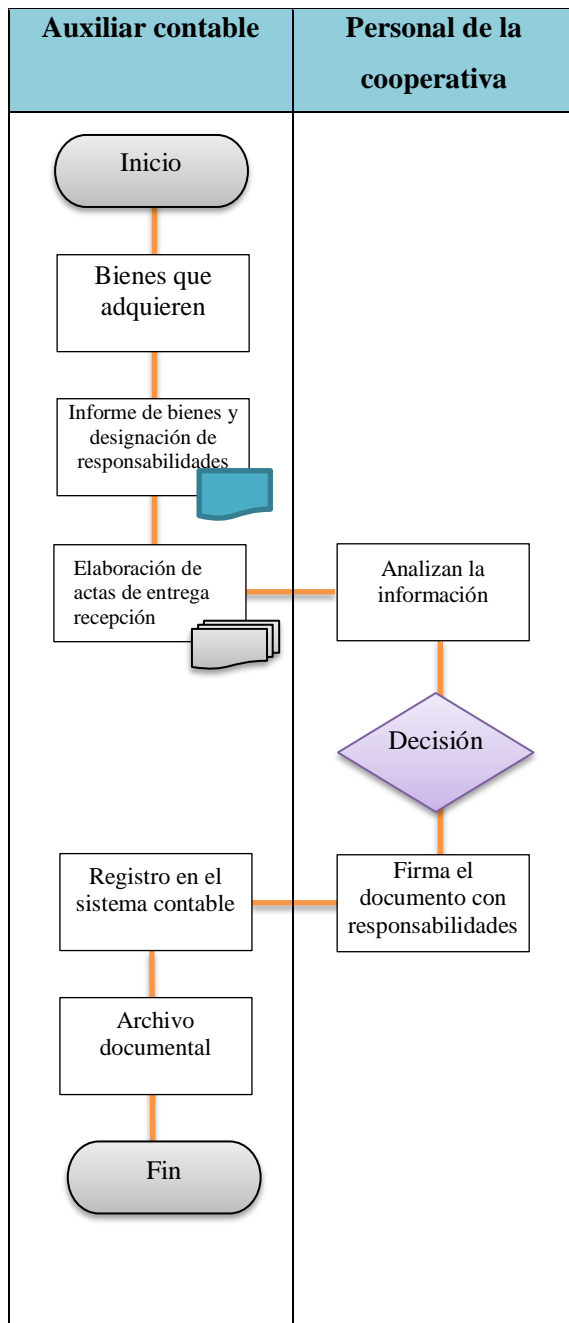 Auxiliar contable
Personal de la
cooperativa
Inicio
Bienes que
adquieren
Informe de bienes y
designación de
responsabilidades
Elaboración de
actas de entrega
recepción
Analizan la
información
Decisión
Firma el
documento con
responsabilidades
Registro en el
sistema contable
Archivo
documental
Fin